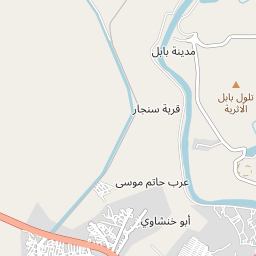 مدينة بابل
تلول بابل
الاثرية
قرية سنجار
عرب حاتم موسى
أبو خنشاوي